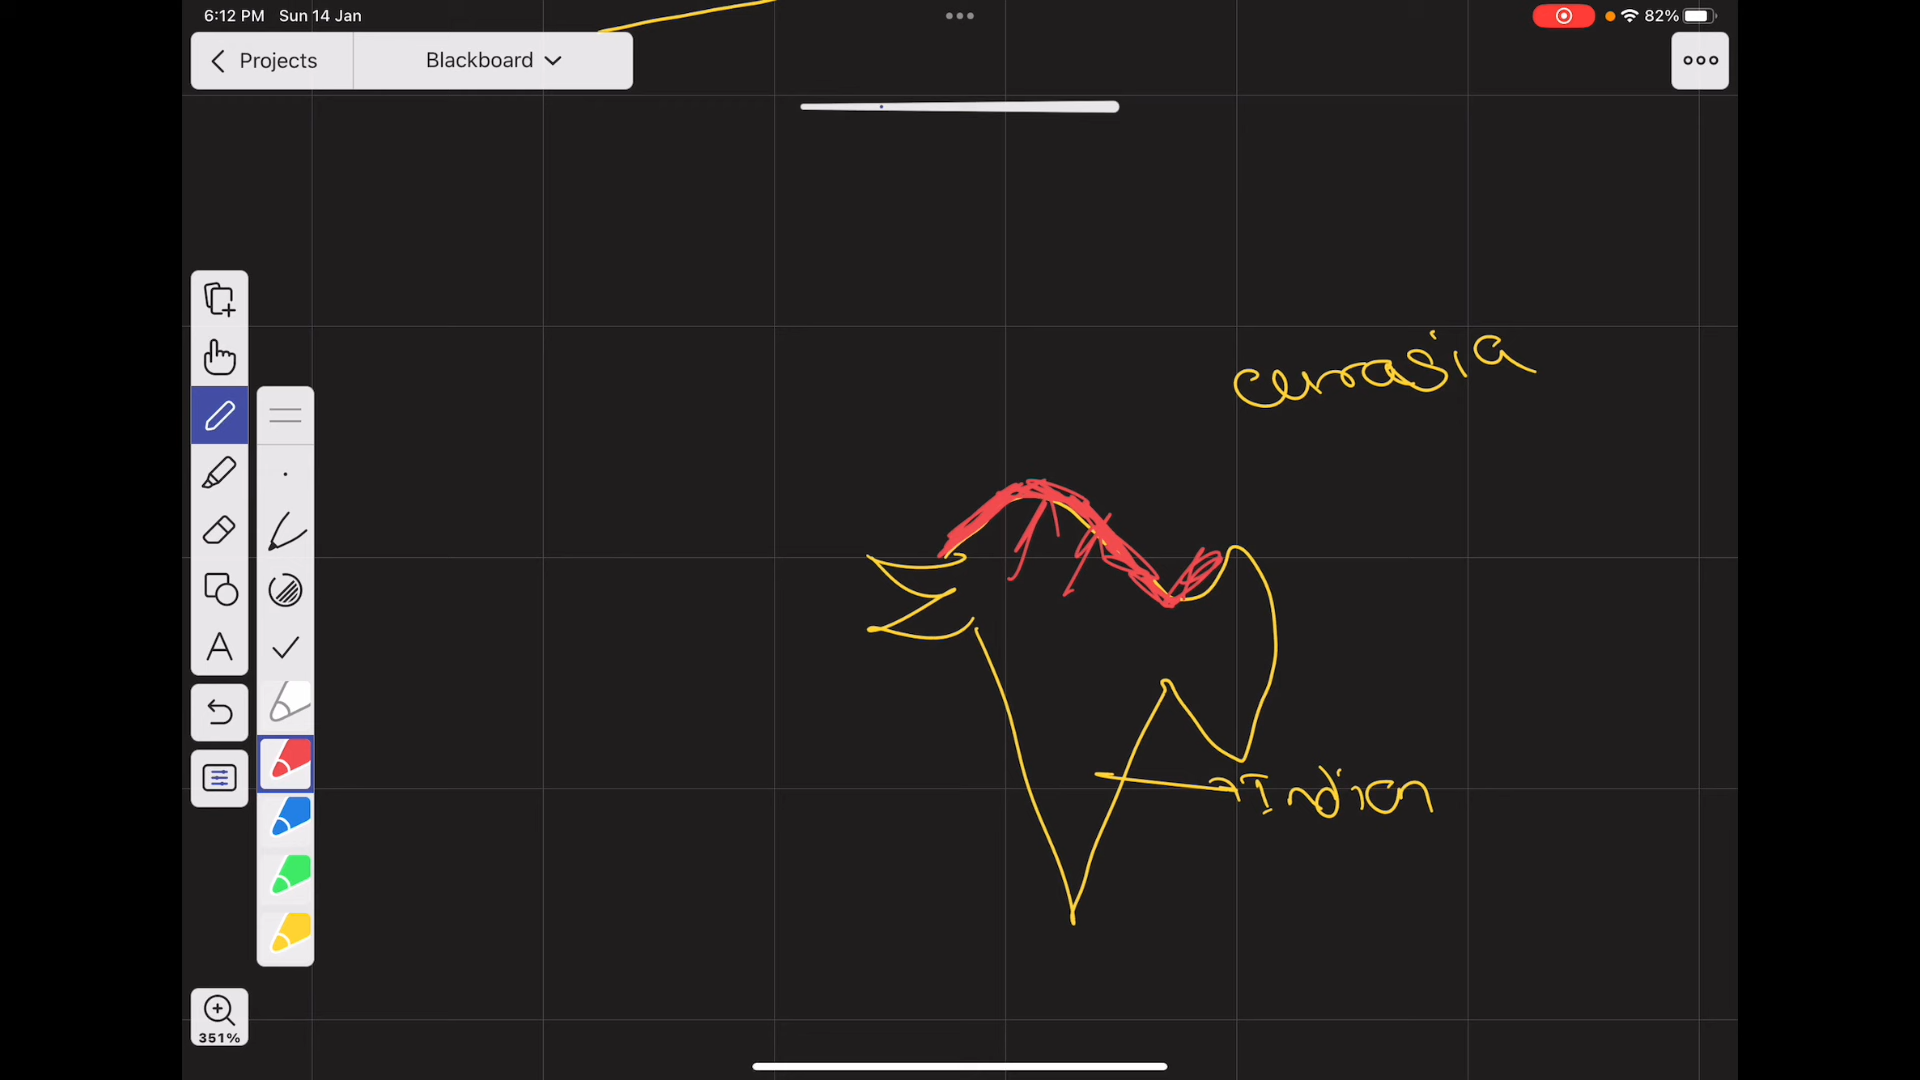 6:12 PM Sun 14 Jan
82%
Projects
Blackboard
eurasia
A
Indian
351%